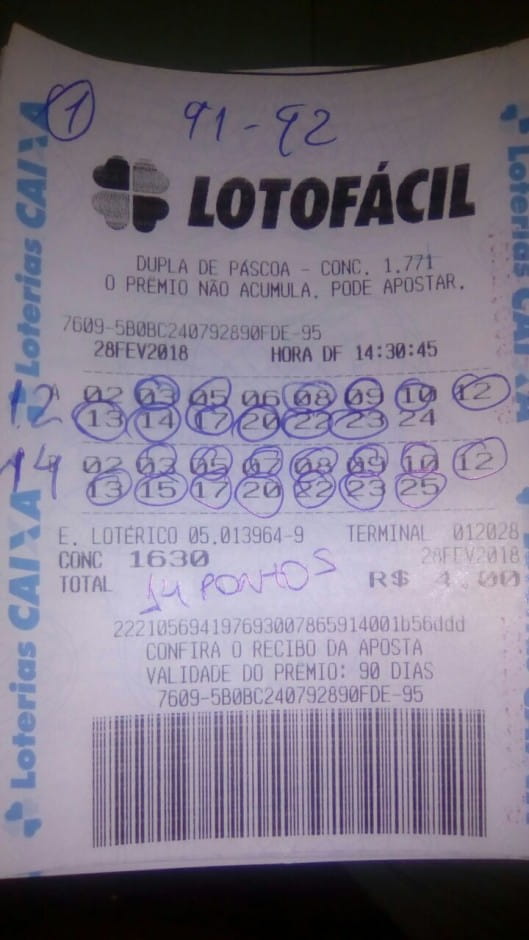 1
91-92
LOTOFÁCIL
DUPLA DE PÁSCOA - CONC. 1.771
O PRÊMIO NÃO ACUMULA. PODE APOSTAR.
7609-5B0BC240792890FDE-95
28FEV2018 HORA DF 14:30:45
12 A 02 03 05 06 08 09 10 12
13 14 17 20 22 23 24
14 02 03 05 07 08 09 10 12
13 15 17 20 22 23 25
E. LOTÉRICO 05.013964-9 TERMINAL 012028
CONC 1630 28FEV2018
TOTAL 14 PONTOS R$ 4,00
222105694197693007865914001b56ddd
CONFIRA O RECIBO DA APOSTA
VALIDADE DO PRÊMIO: 90 DIAS
7609-5B0BC240792890FDE-95
Loterias CAIXA
Loterias CAIXA